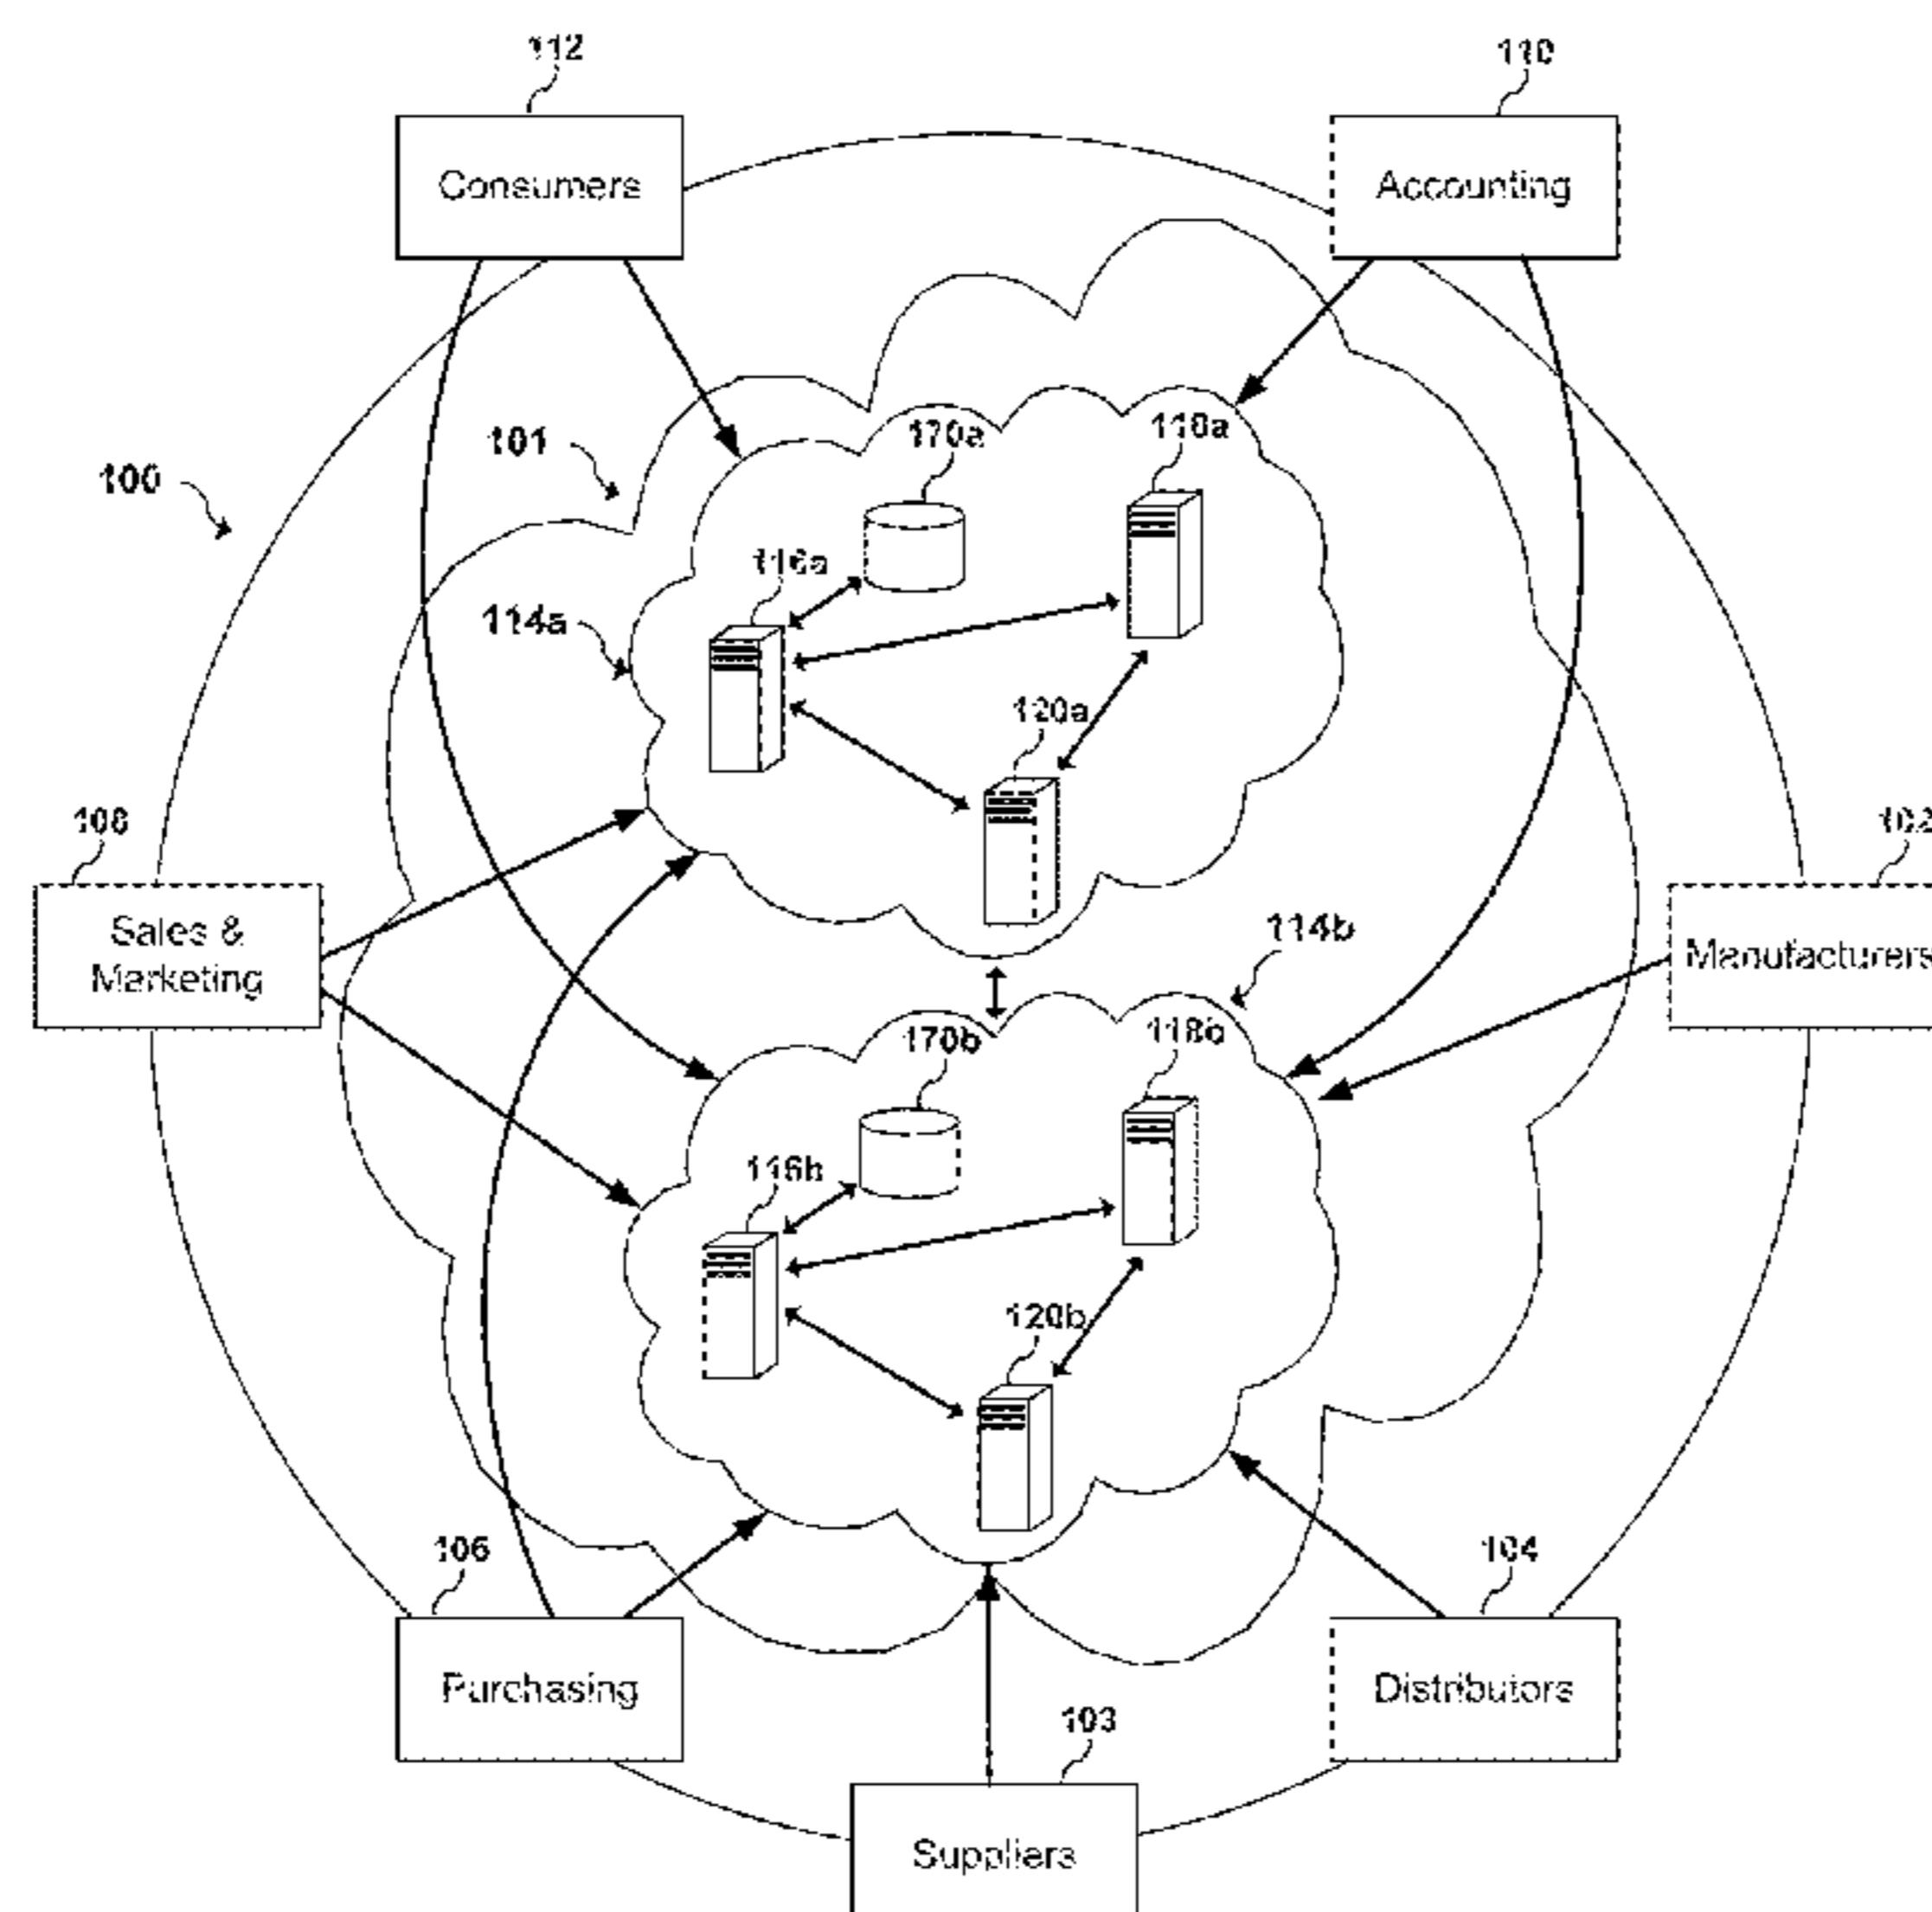 112
110
Consumers
Accounting
101
170a
118a
100
116a
114a
120a
108
102
Sales &
Marketing
114b
Manufacturers
170b
118b
116b
120b
106
104
Purchasing
Distributors
103
Suppliers